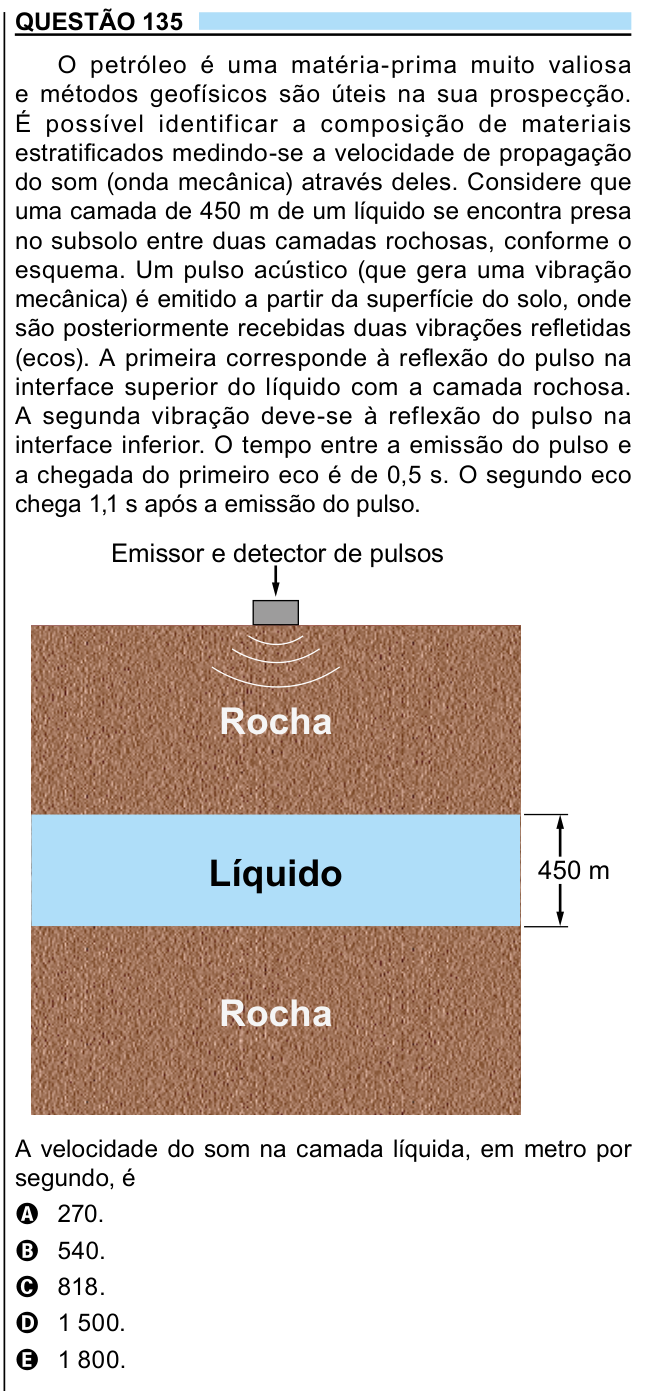 QUESTÃO 135
O petróleo é uma matéria-prima muito valiosa
e métodos geofísicos são úteis na sua prospecção.
É possível identificar a composição de materiais
estratificados medindo-se a velocidade de propagação
do som (onda mecânica) através deles. Considere que
uma camada de 450 m de um líquido se encontra presa
no subsolo entre duas camadas rochosas, conforme o
esquema. Um pulso acústico (que gera uma vibração
mecânica) é emitido a partir da superfície do solo, onde
são posteriormente recebidas duas vibrações refletidas
(ecos). A primeira corresponde à reflexão do pulso na
interface superior do líquido com a camada rochosa.
A segunda vibração deve-se à reflexão do pulso na
interface inferior. O tempo entre a emissão do pulso e
a chegada do primeiro eco é de 0,5 s. O segundo eco
chega 1,1 s após a emissão do pulso.
Emissor e detector de pulsos
Rocha
Líquido
450 m
Rocha
A velocidade do som na camada líquida, em metro por
segundo, é
A 270.
B 540.
C 818.
D 1 500.
E 1 800.